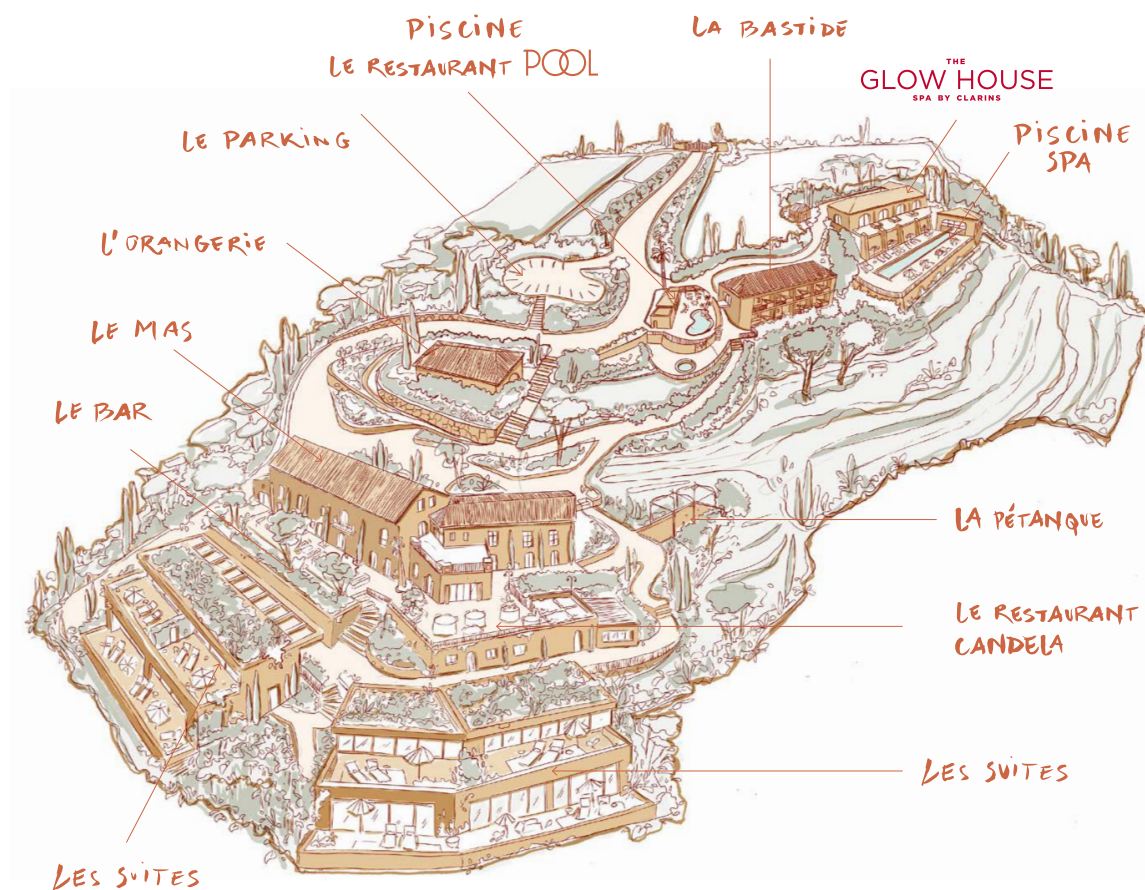 PISCINE
LE RESTAURANT POOL
LA BASTIDE
THE
GLOW HOUSE
SPA BY CLARINS
PISCINE
SPA
LE PARKING
L'ORANGERIE
LE MAS
LE BAR
LA PÉTANQUE
LE RESTAURANT
CANDELA
LES SUITES
LES SUITES